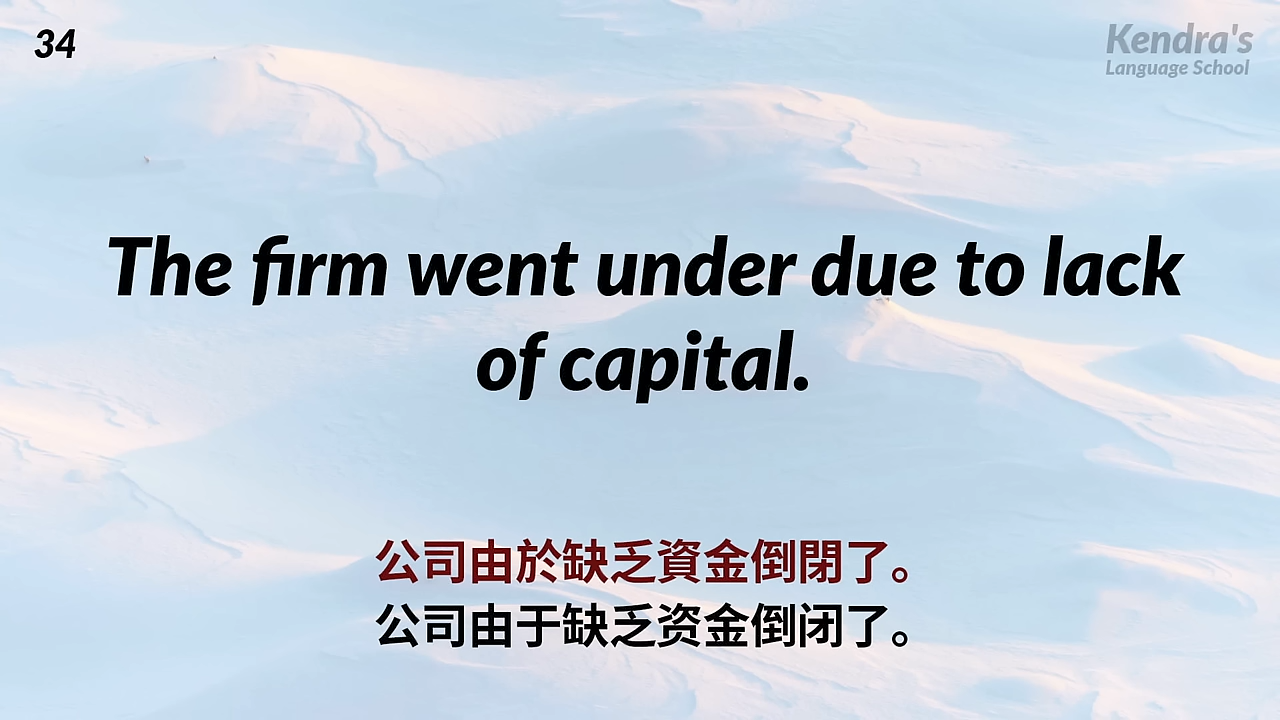 34
Kendra's
Language School
The firm went under due to lack
of capital.
公司由於缺乏資金倒閉了。
公司由于缺乏资金倒闭了。